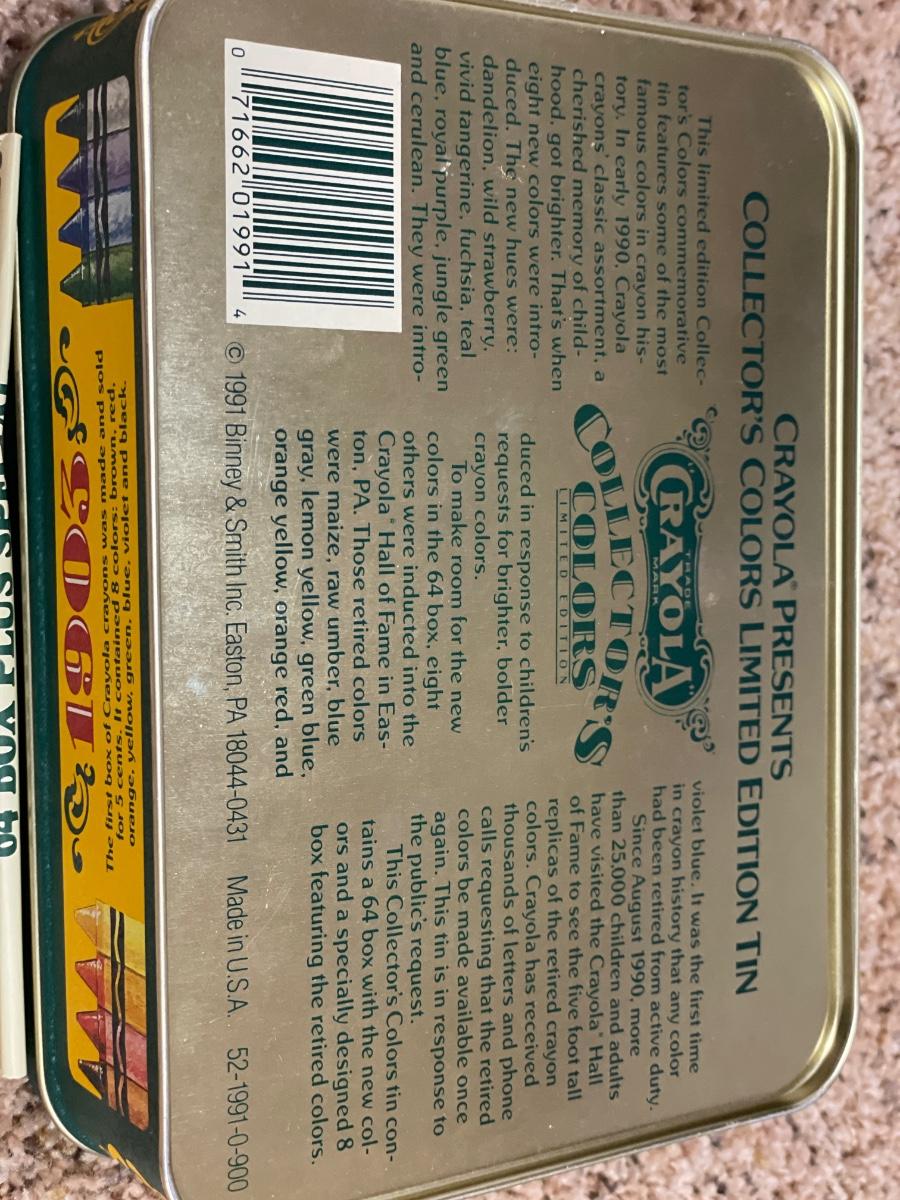 CRAYOLA® PRESENTS
COLLECTOR'S COLORS LIMITED EDITION TIN
This limited edition Collec-
tor's Colors commemorative
tin features some of the most
famous colors in crayon his-
tory. In early 1990, Crayola
crayons' classic assortment, a
cherished memory of child-
hood, got brighter. That's when
eight new colors were intro-
duced. The new hues were:
dandelion, wild strawberry,
vivid tangerine, fuchsia, teal
blue, royal purple, jungle green
and cerulean. They were intro-
"CRAYOLA"
TRADE
MARK
COLLECTOR'S
COLORS
LIMITED EDITION
duced in response to children's
requests for brighter, bolder
crayon colors.
To make room for the new
colors in the 64 box, eight
others were inducted into the
Crayola® Hall of Fame in Eas-
ton, PA. Those retired colors
were maize, raw umber, blue
gray, lemon yellow, green blue,
orange yellow, orange red, and
violet blue. It was the first time
in crayon history that any color
had been retired from active duty.
Since August 1990, more
than 25,000 children and adults
have visited the Crayola® Hall
of Fame to see the five foot tall
replicas of the retired crayon
colors. Crayola has received
thousands of letters and phone
calls requesting that the retired
colors be made available once
again. This tin is in response to
the public's request.
This Collector's Colors tin con-
tains a 64 box with the new col-
ors and a specially designed 8
box featuring the retired colors.
0 71662 01991 4
© 1991 Binney & Smith Inc. Easton, PA 18044-0431 Made in U.S.A. 52-1991-0-900
1903
The first box of Crayola crayons was made and sold
for 5 cents. It contained 8 colors: brown, red,
orange, yellow, green, blue, violet and black.